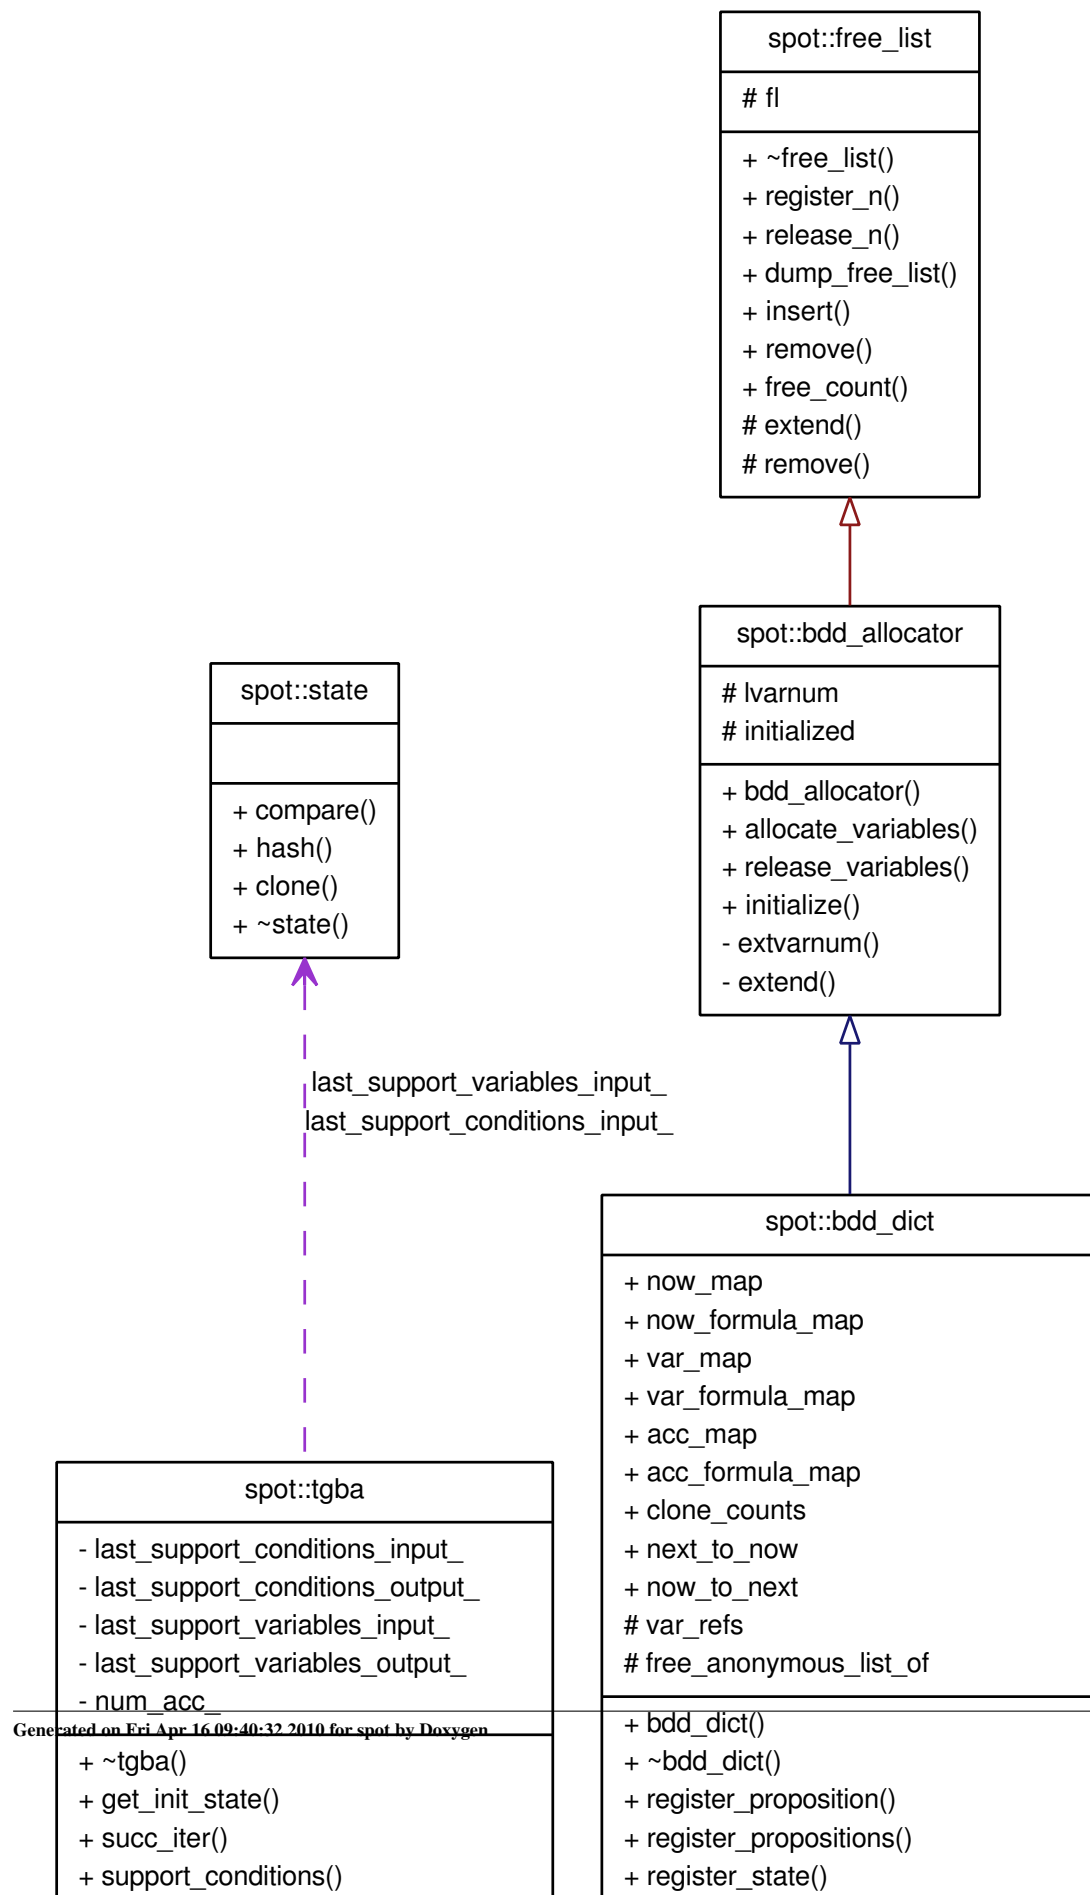 spot::free_list
# fl
+ ~free_list()
+ register_n()
+ release_n()
+ dump_free_list()
+ insert()
+ remove()
+ free_count()
# extend()
# remove()
spot::bdd_allocator
# lvarnum
# initialized
+ bdd_allocator()
+ allocate_variables()
+ release_variables()
+ initialize()
- extvarnum()
- extend()
spot::state
+ compare()
+ hash()
+ clone()
+ ~state()
last_support_variables_input_
last_support_conditions_input_
spot::bdd_dict
+ now_map
+ now_formula_map
+ var_map
+ var_formula_map
+ acc_map
+ acc_formula_map
+ clone_counts
+ next_to_now
+ now_to_next
# var_refs
# free_anonymous_list_of
+ bdd_dict()
+ ~bdd_dict()
+ register_proposition()
+ register_propositions()
+ register_state()
spot::tgba
- last_support_conditions_input_
- last_support_conditions_output_
- last_support_variables_input_
- last_support_variables_output_
- num_acc_
+ ~tgba()
+ get_init_state()
+ succ_iter()
+ support_conditions()
Generated on Fri Apr 16 09:40:32 2010 for spot by Doxygen